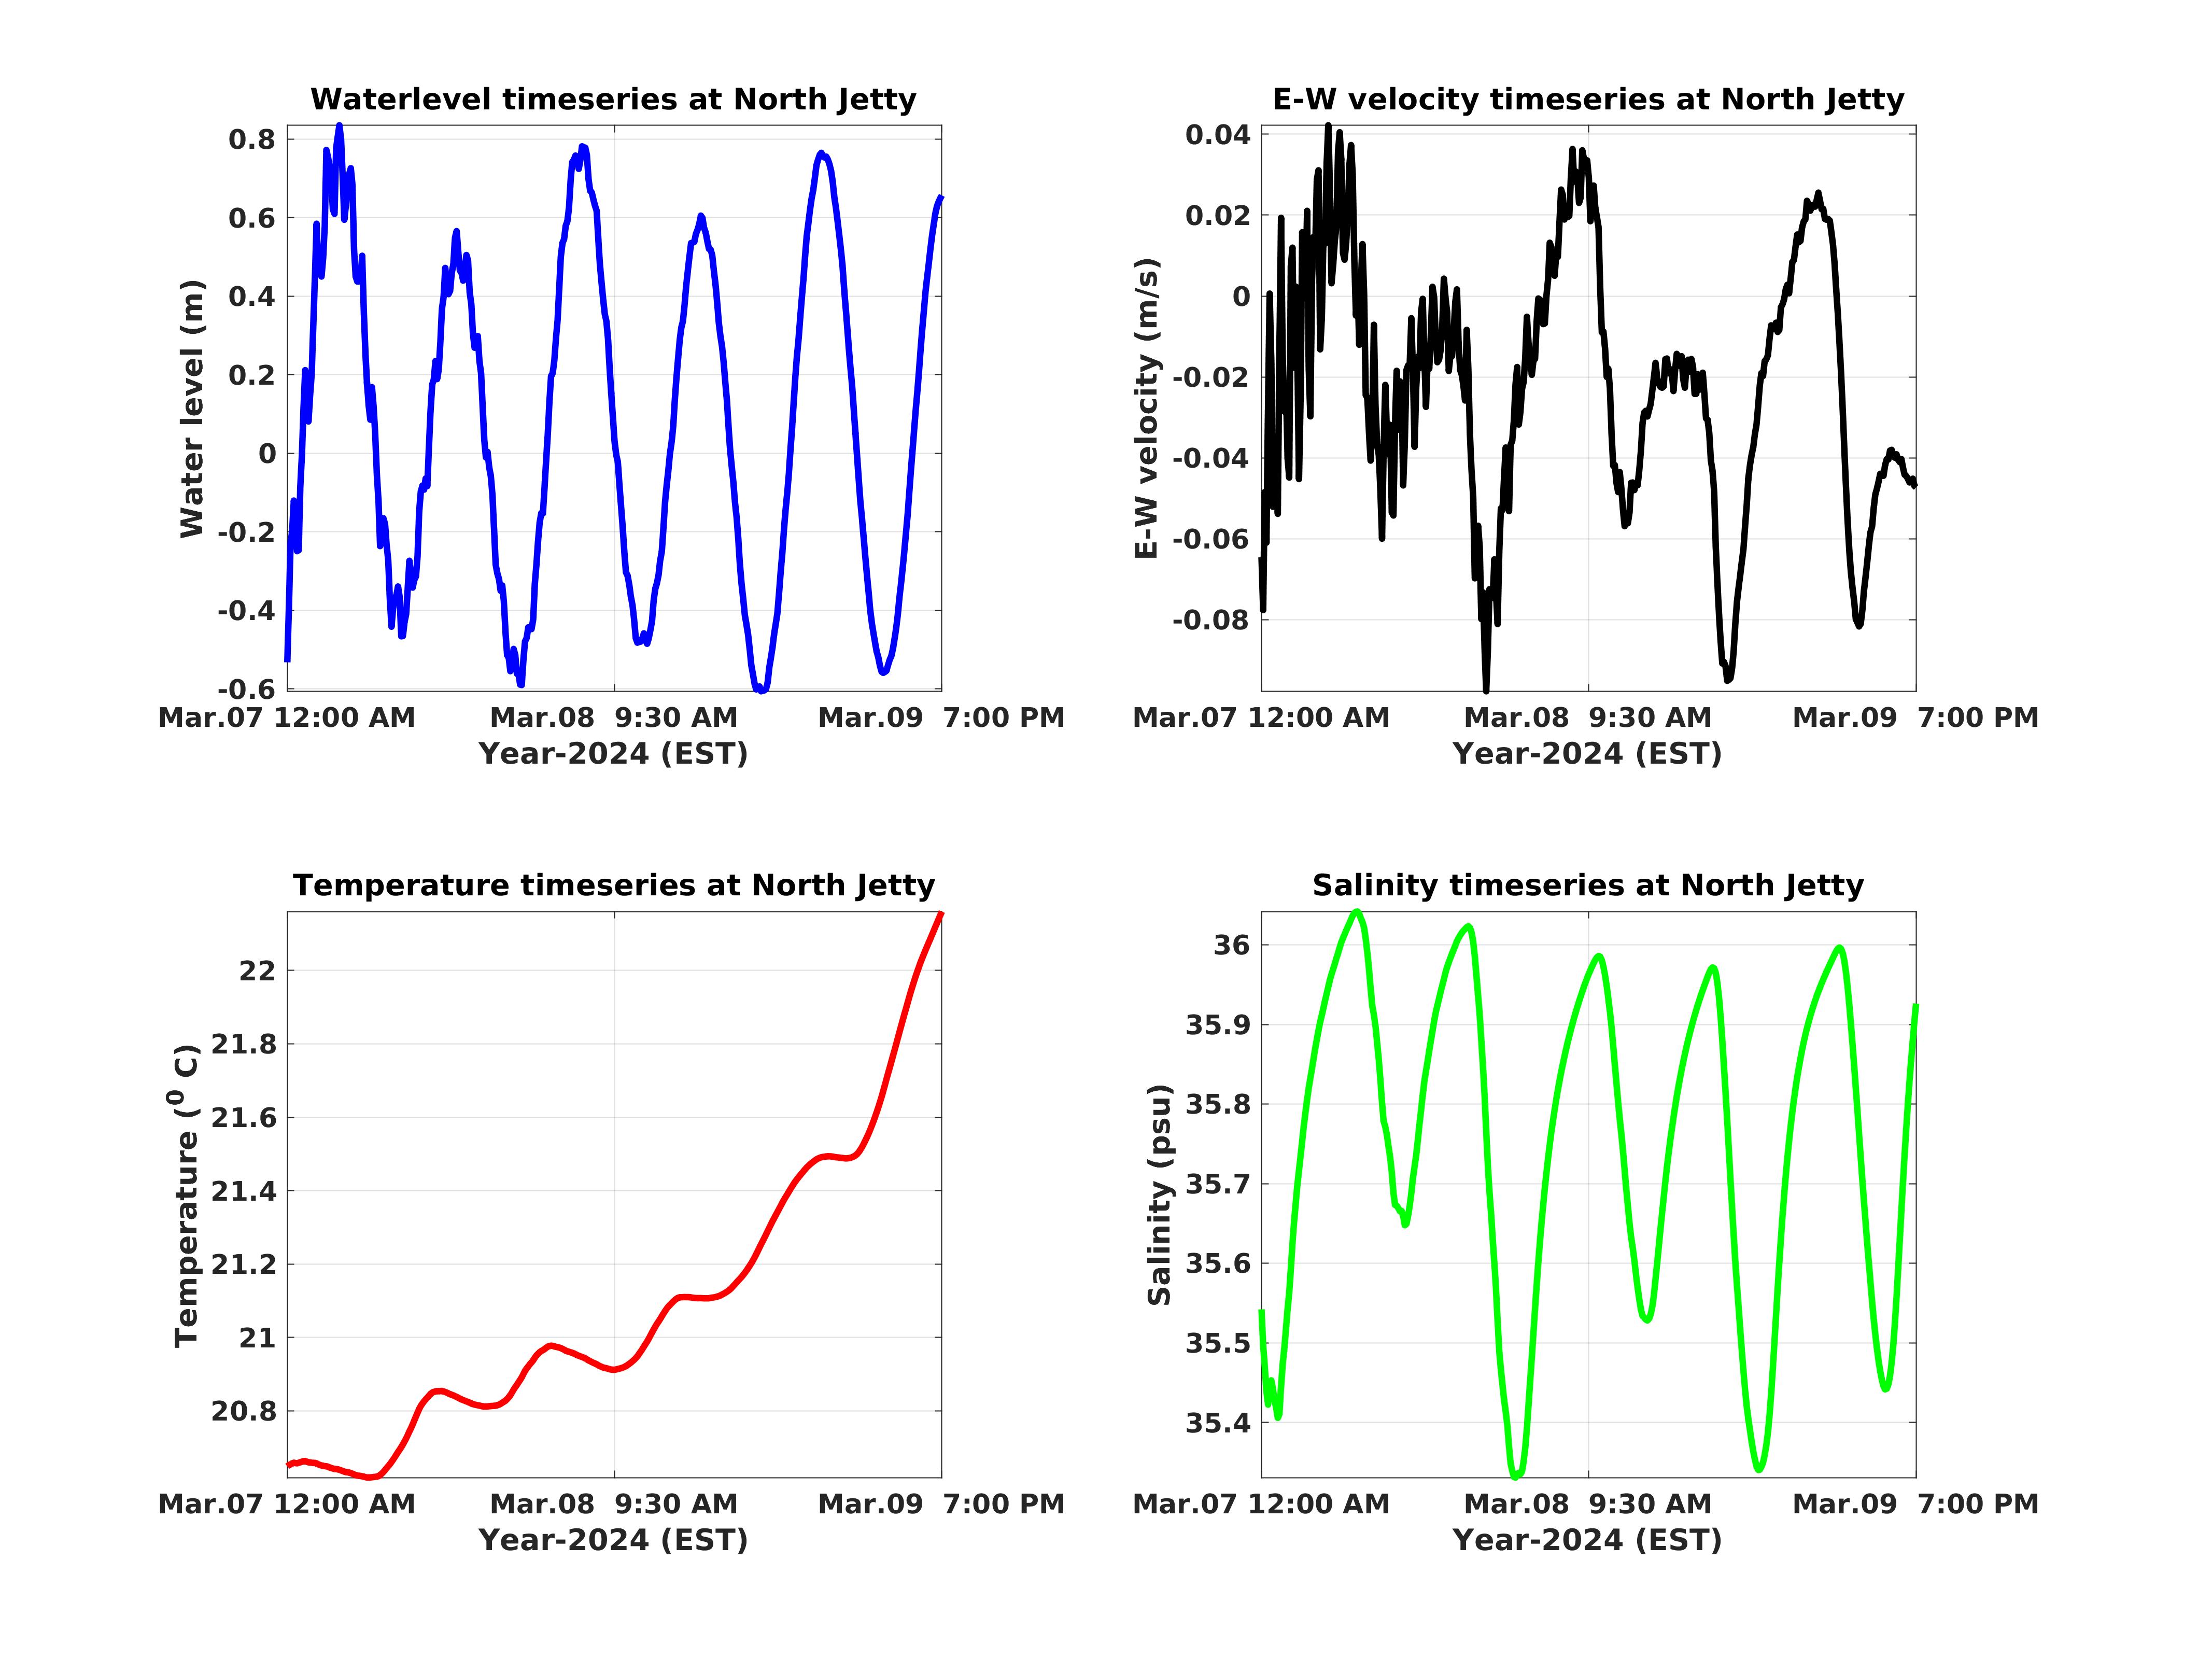 Waterlevel timeseries at North Jetty
0.8
0.6
0.4
0.2
0
-0.2
-0.4
-0.6
Water level (m)
Mar.07 12:00 AM Mar.08 9:30 AM Mar.09 7:00 PM
Year-2024 (EST)
E-W velocity timeseries at North Jetty
0.04
0.02
0
-0.02
-0.04
-0.06
-0.08
E-W velocity (m/s)
Mar.07 12:00 AM Mar.08 9:30 AM Mar.09 7:00 PM
Year-2024 (EST)
Temperature timeseries at North Jetty
22
21.8
21.6
21.4
21.2
21
20.8
Temperature (⁰ C)
Mar.07 12:00 AM Mar.08 9:30 AM Mar.09 7:00 PM
Year-2024 (EST)
Salinity timeseries at North Jetty
36
35.9
35.8
35.7
35.6
35.5
35.4
Salinity (psu)
Mar.07 12:00 AM Mar.08 9:30 AM Mar.09 7:00 PM
Year-2024 (EST)